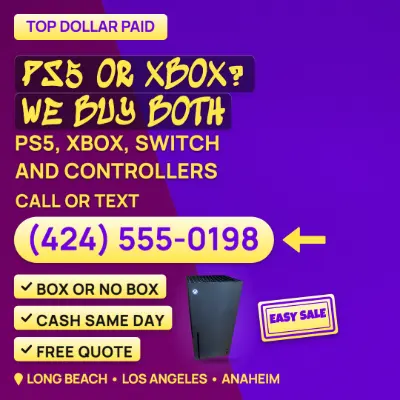 TOP DOLLAR PAID
PS5 OR XBOX?
WE BUY BOTH
PS5, XBOX, SWITCH
AND CONTROLLERS
CALL OR TEXT
(424) 555-0198
BOX OR NO BOX
CASH SAME DAY
FREE QUOTE
EASY SALE
LONG BEACH • LOS ANGELES • ANAHEIM